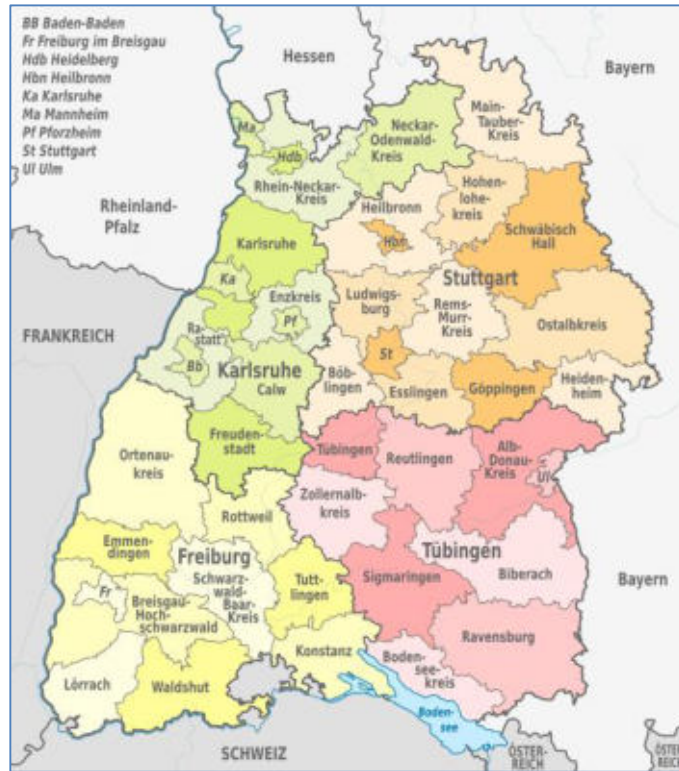 BB Baden-Baden
Fr Freiburg im Breisgau
Hdb Heidelberg
Hbn Heilbronn
Ka Karlsruhe
Ma Mannheim
Pf Pforzheim
St Stuttgart
Ul Ulm
Hessen
Bayern
Rheinland-
Pfalz
FRANKREICH
Main-
Tauber-
Kreis
Neckar-
Odenwald-
Kreis
Ma
Hdb
Rhein-Neckar-
Kreis
Hohen-
lohe-
kreis
Heilbronn
Hbn
Schwäbisch
Hall
Karlsruhe
Stuttgart
Ka
Enzkreis
Pf
Ludwigs-
burg
Rems-
Murr-
Kreis
Ostalbkreis
Ra-
statt
Bb
Karlsruhe
Calw
St
Böb-
lingen
Esslingen
Göppingen
Heiden-
heim
Freuden-
stadt
Ortenau-
kreis
Tübingen
Reutlingen
Alb-
Donau-
Kreis
Ul
Rottweil
Zollernalb-
kreis
Emmen-
dingen
Freiburg
Tübingen
Biberach
Bayern
Fr
Schwarz-
wald-
Baar-
Kreis
Tutt-
lingen
Sigmaringen
Breisgau-
Hoch-
schwarzwald
Ravensburg
Konstanz
Boden-
seekreis
Lörrach
Waldshut
Boden-
see
SCHWEIZ
ÖSTER-
REICH
ÖSTER-
REICH